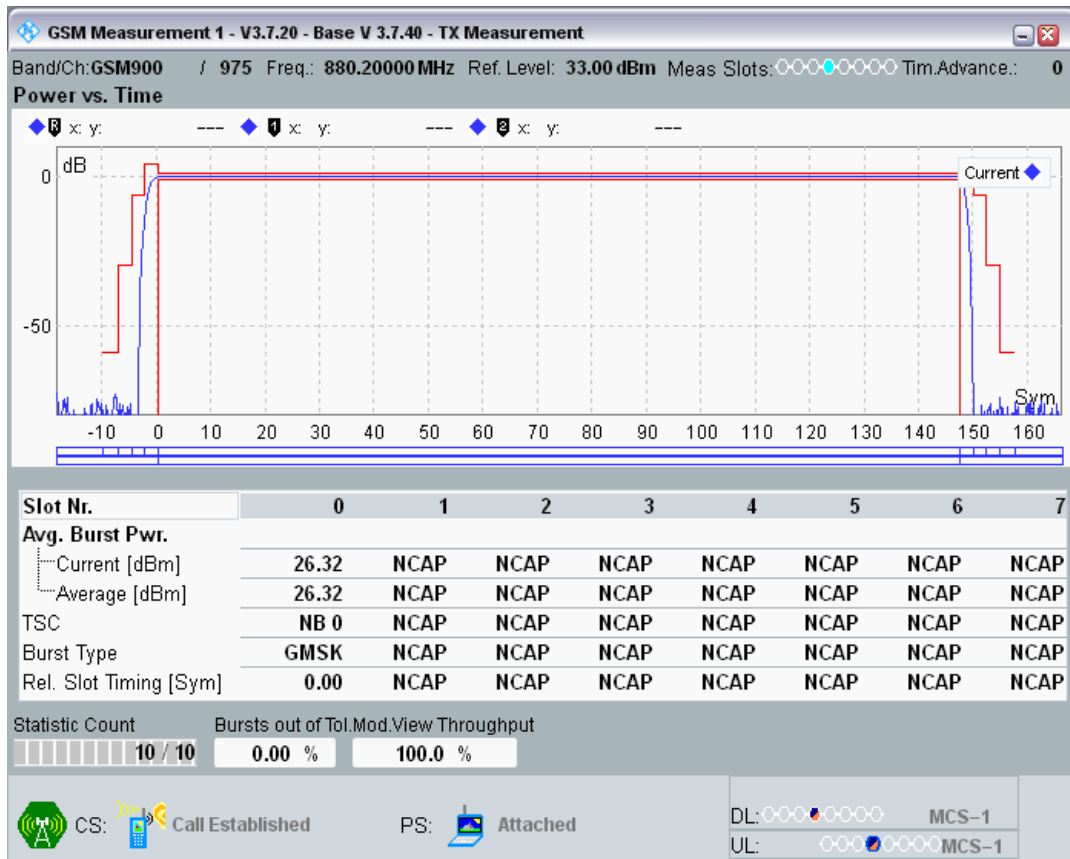 GSM Measurement 1 - V3.7.20 - Base V 3.7.40 - TX Measurement
Band/Ch:GSM900 / 975 Freq.: 880.20000 MHz Ref. Level: 33.00 dBm Meas Slots: Tim.Advance.: 0
Power vs. Time
R x: y: --- 1 x: y: --- 2 x: y: ---
dB
Current
0
-50
Sym
-10 0 10 20 30 40 50 60 70 80 90 100 110 120 130 140 150 160
Slot Nr. 0 1 2 3 4 5 6 7
Avg. Burst Pwr.
Current [dBm] 26.32 NCAP NCAP NCAP NCAP NCAP NCAP NCAP
Average [dBm] 26.32 NCAP NCAP NCAP NCAP NCAP NCAP NCAP
TSC NB 0 NCAP NCAP NCAP NCAP NCAP NCAP NCAP
Burst Type GMSK NCAP NCAP NCAP NCAP NCAP NCAP NCAP
Rel. Slot Timing [Sym] 0.00 NCAP NCAP NCAP NCAP NCAP NCAP NCAP
Statistic Count Bursts out of Tol.Mod.View Throughput
10 / 10 0.00 % 100.0 %
CS: Call Established PS: Attached
DL: MCS-1
UL: MCS-1